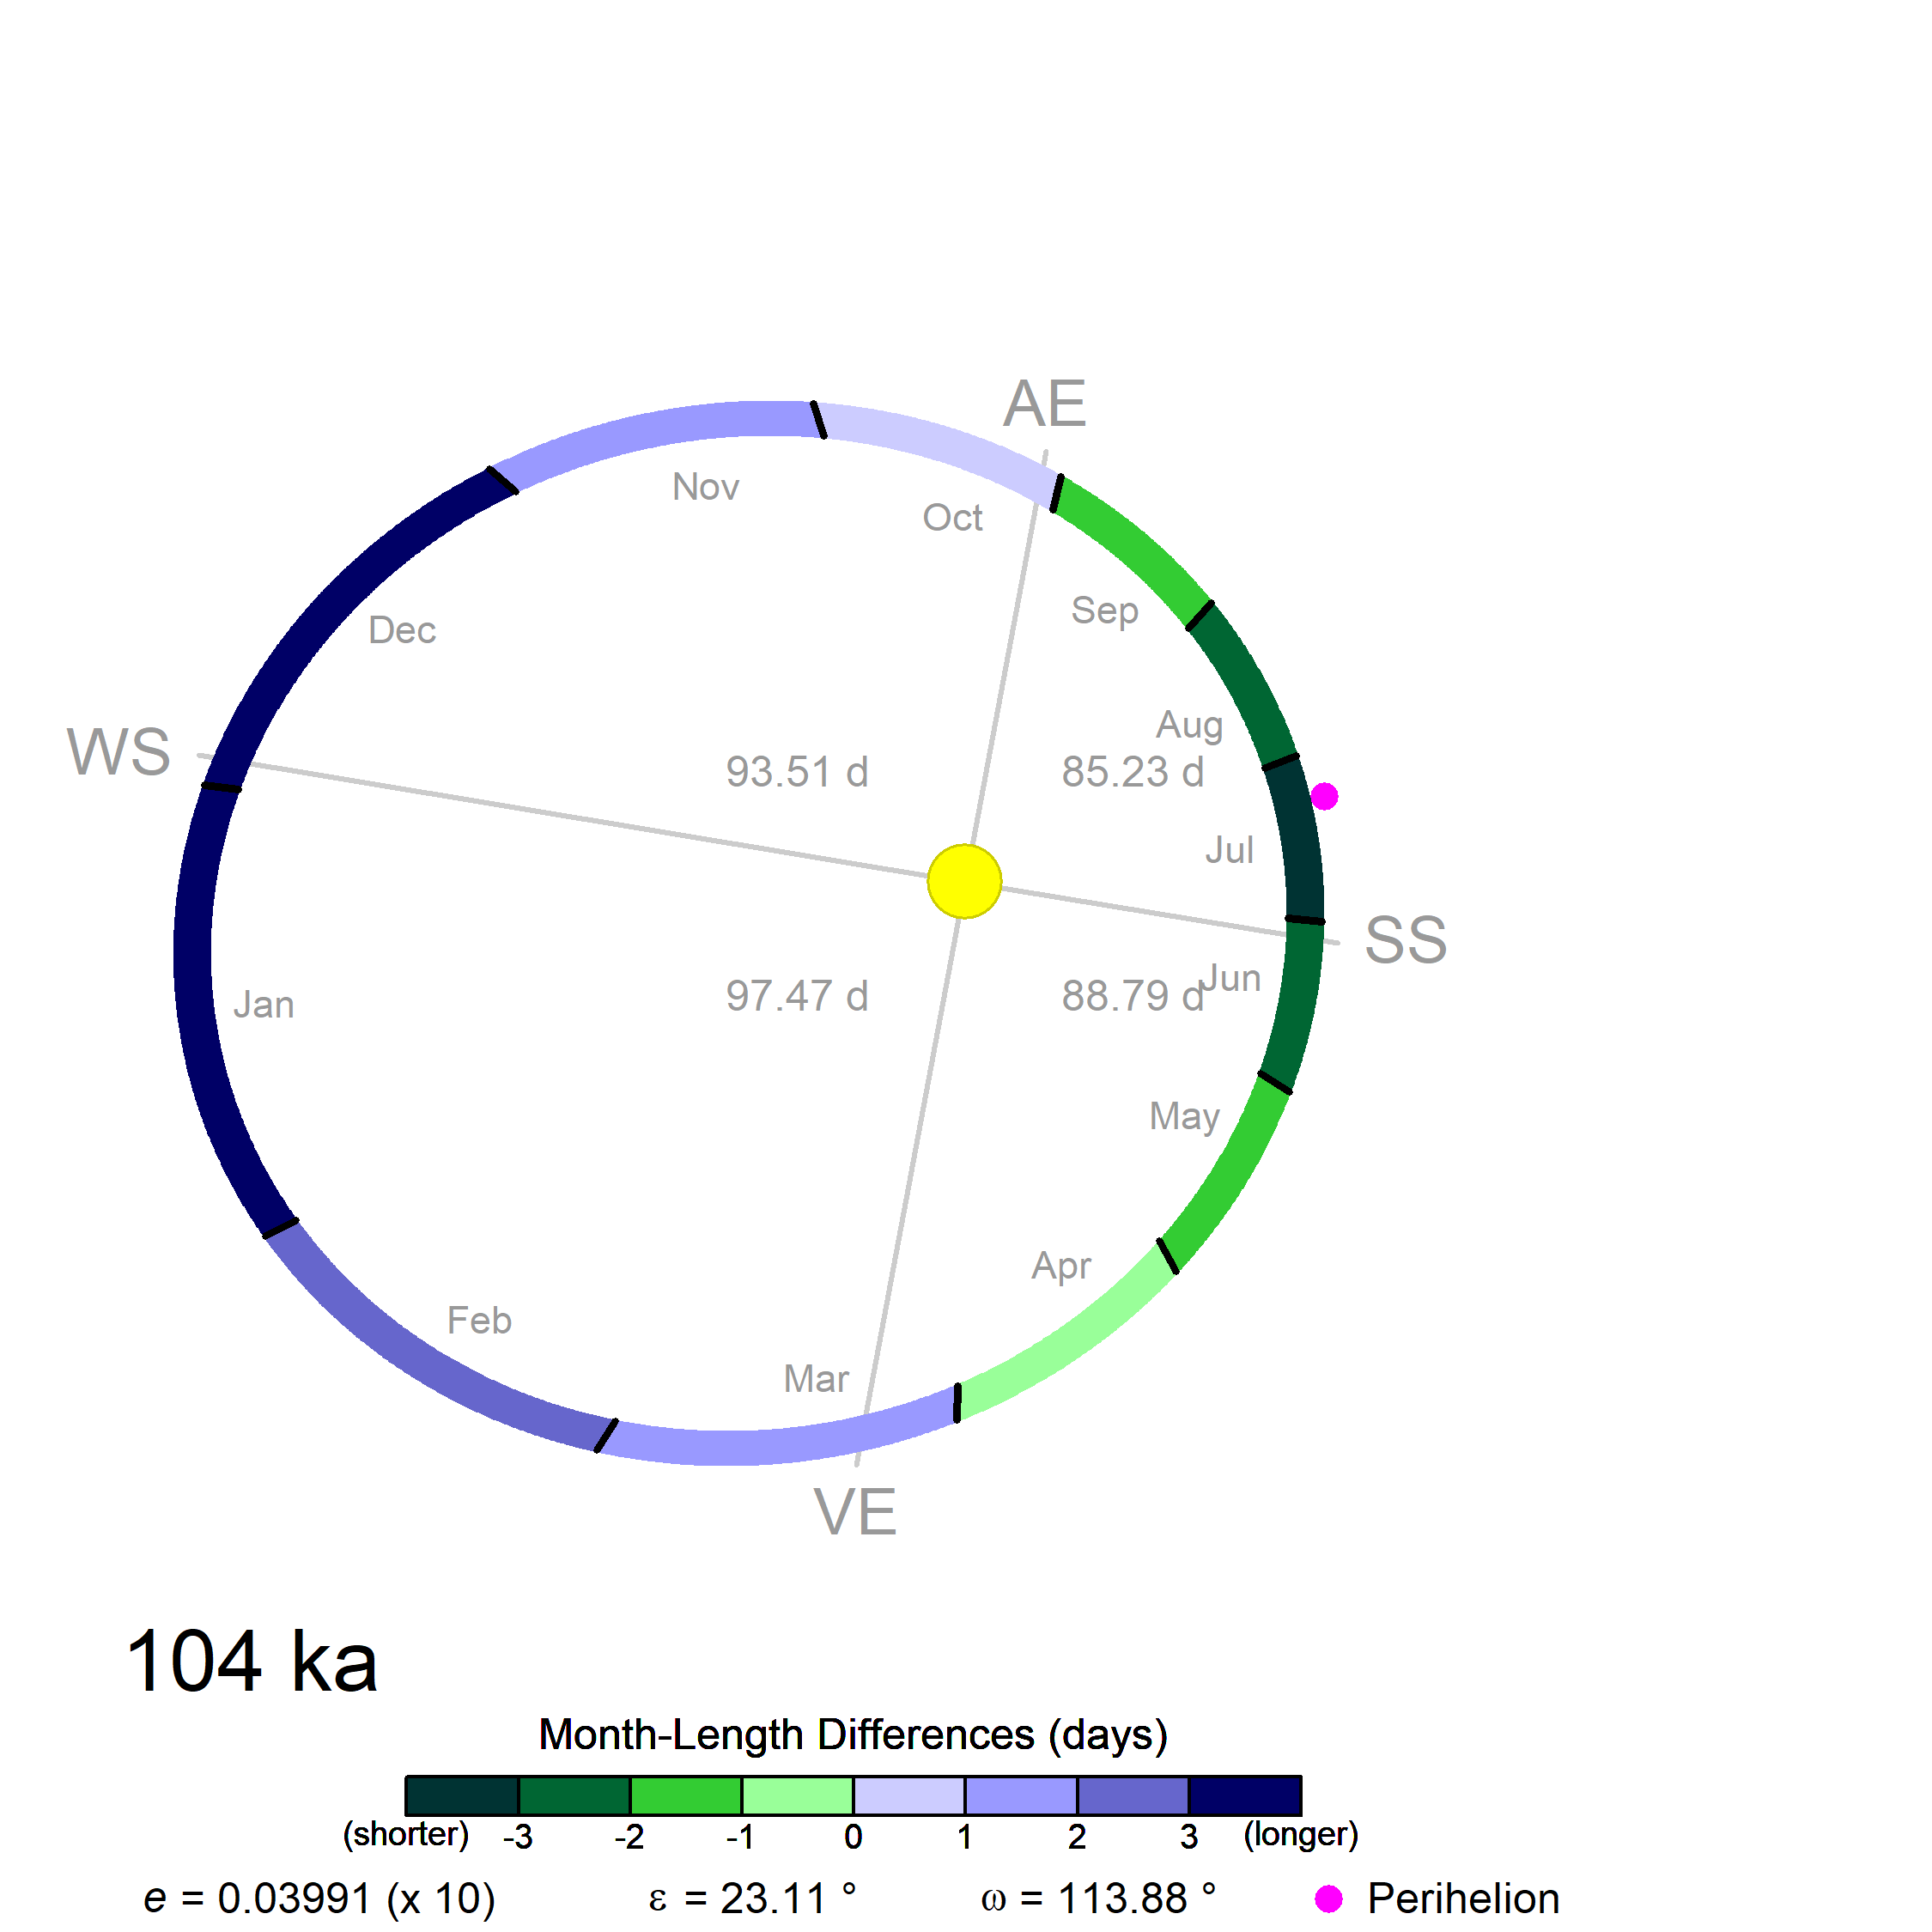 AE
Nov
Oct
Sep
Dec
Aug
WS
93.51 d
85.23 d
Jul
SS
97.47 d
88.79 d
Jun
Jan
May
Apr
Feb
Mar
VE
104 ka
Month-Length Differences (days)
(shorter) -3 -2 -1 0 1 2 3 (longer)
e = 0.03991 (x 10) ε = 23.11 ° ω = 113.88 ° Perihelion